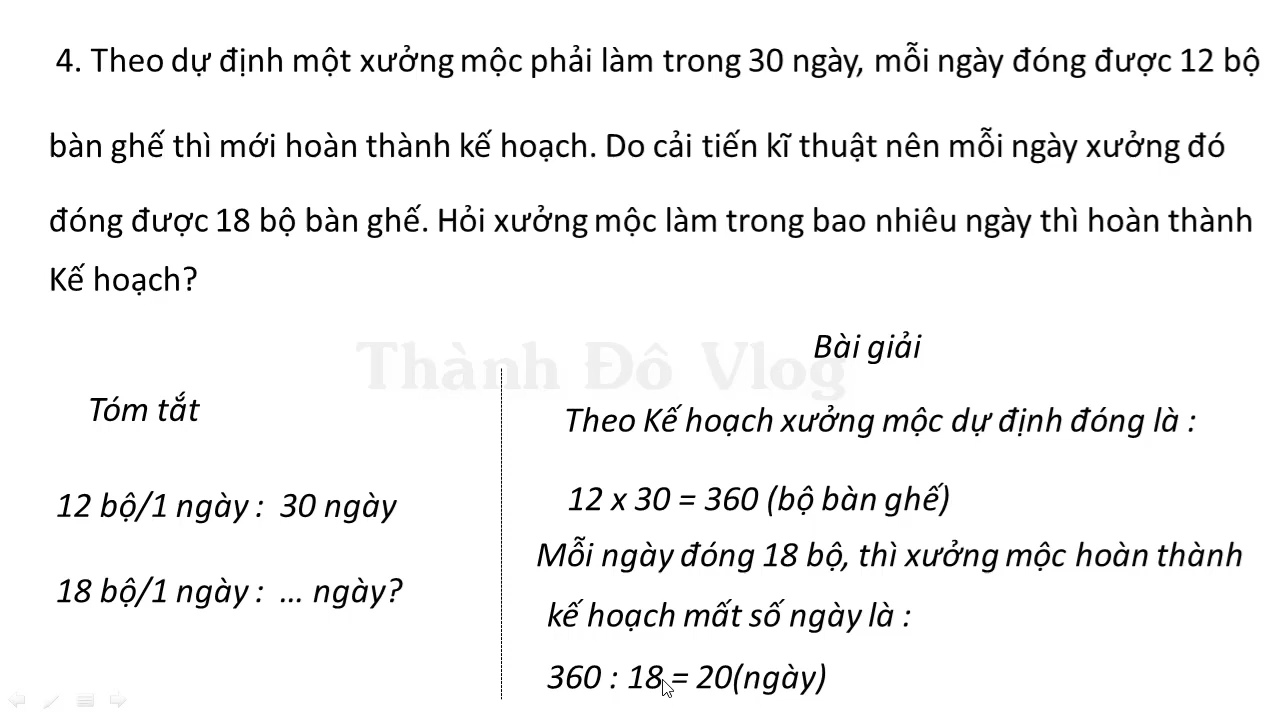 4. Theo dự định một xưởng mộc phải làm trong 30 ngày, mỗi ngày đóng được 12 bộ
bàn ghế thì mới hoàn thành kế hoạch. Do cải tiến kĩ thuật nên mỗi ngày xưởng đó
đóng được 18 bộ bàn ghế. Hỏi xưởng mộc làm trong bao nhiêu ngày thì hoàn thành
Kế hoạch?
Thành Đô Vlog
Tóm tắt
12 bộ/1 ngày : 30 ngày
18 bộ/1 ngày : ... ngày?
Bài giải
Theo Kế hoạch xưởng mộc dự định đóng là :
12 x 30 = 360 (bộ bàn ghế)
Mỗi ngày đóng 18 bộ, thì xưởng mộc hoàn thành
kế hoạch mất số ngày là :
360 : 18 = 20(ngày)